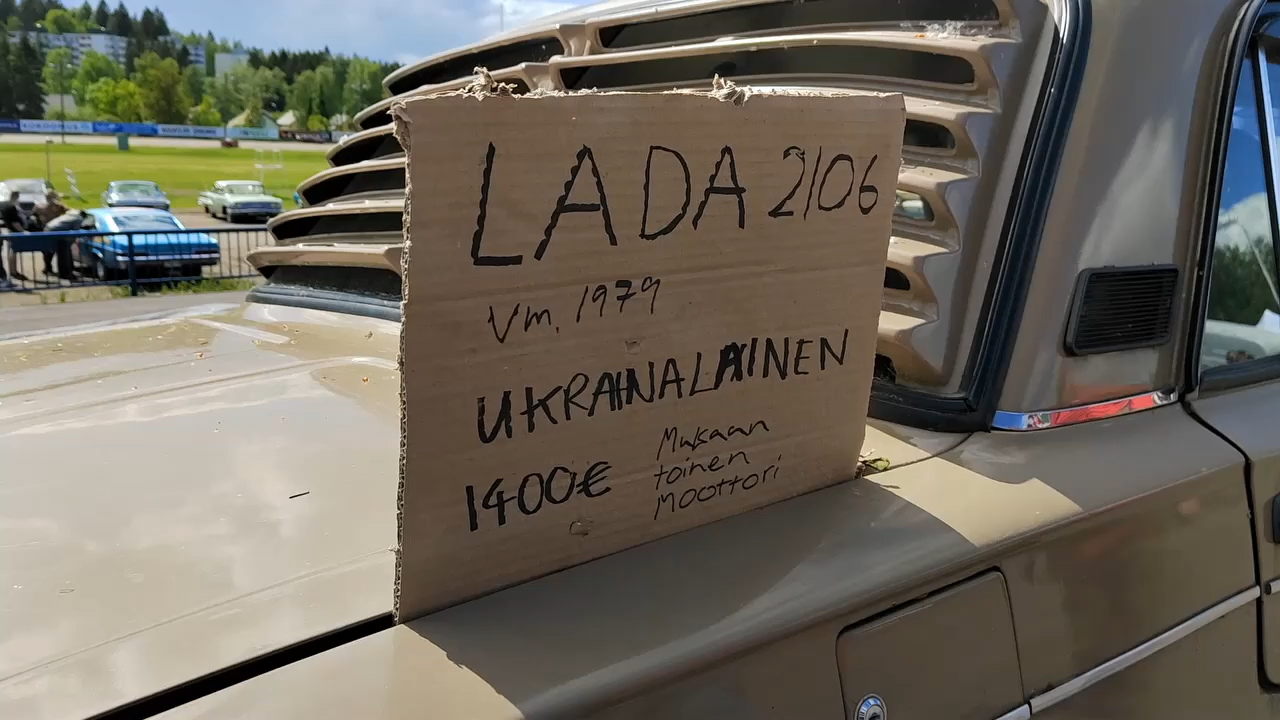 LADA 2106
Vm. 1979
UKRAINALAINEN
1400€
Mukaan
toinen
moottori